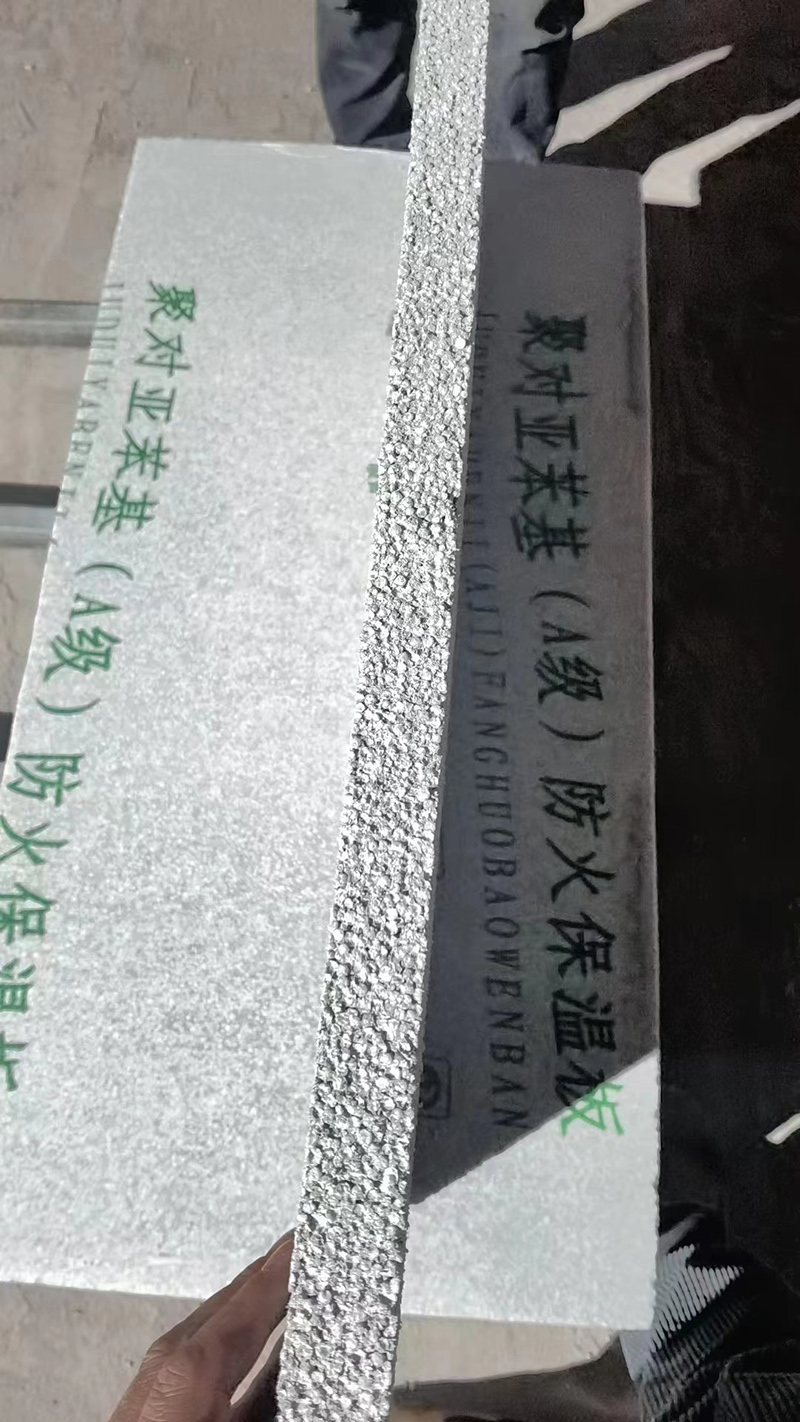 聚对亚苯基（A级）防火保温板
(AJI) FANGHUOBAOWENBAN
聚对亚苯基（A级）防火保温